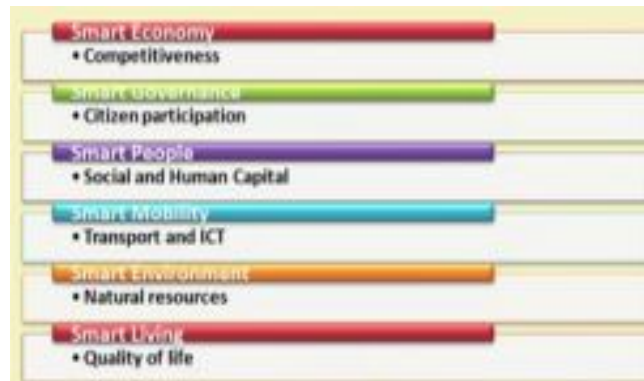 Smart Economy
• Competitiveness
Smart Governance
• Citizen participation
Smart People
• Social and Human Capital
Smart Mobility
• Transport and ICT
Smart Environment
• Natural resources
Smart Living
• Quality of life